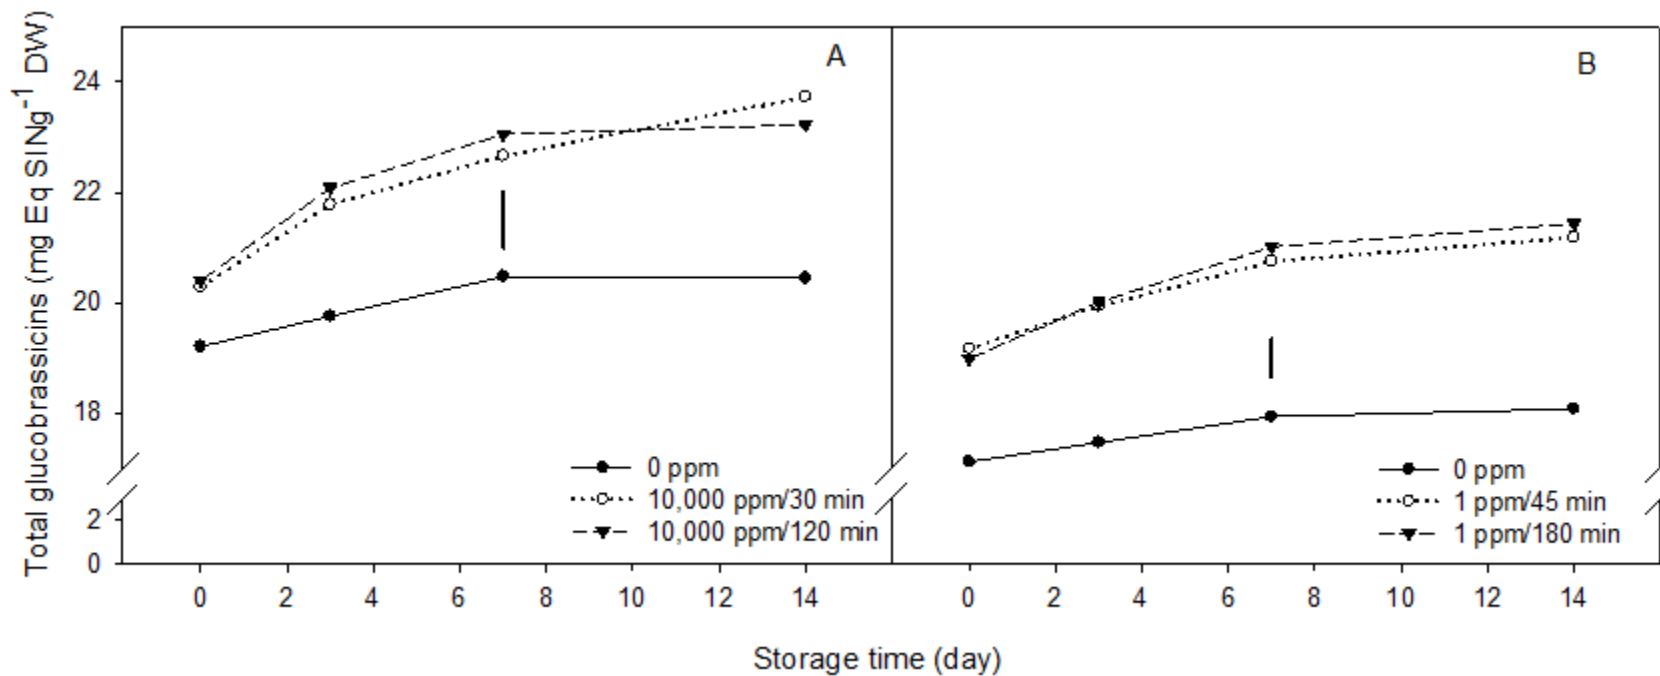 Total glucobrassicins (mg Eq SINg-1 DW)
24
22
20
18
2
0
A
0 ppm
10,000 ppm/30 min
10,000 ppm/120 min
0 2 4 6 8 10 12 14
B
0 ppm
1 ppm/45 min
1 ppm/180 min
0 2 4 6 8 10 12 14
Storage time (day)